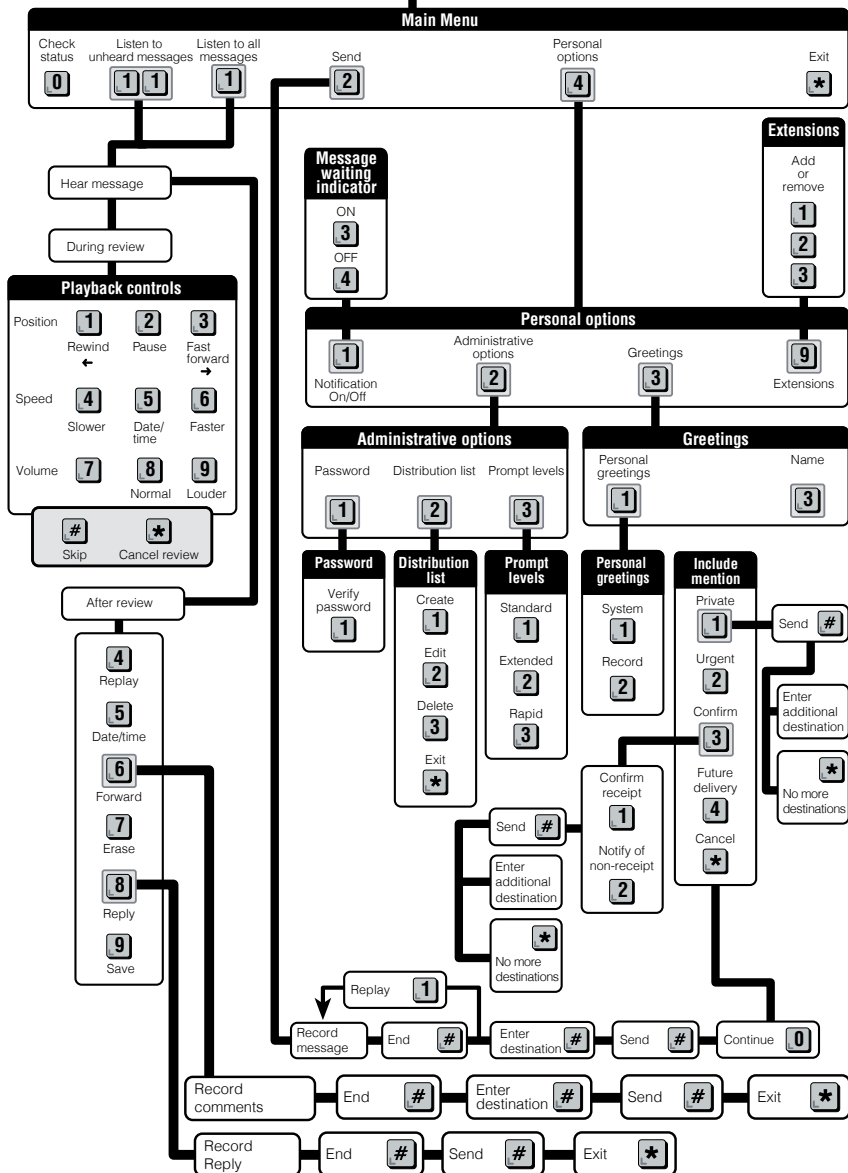 Main Menu
Check
status
0
Listen to
unheard messages
1 1
Listen to all
messages
1
Send
2
Personal
options
4
Exit
*
Hear message
During review
Playback controls
Position
1
Rewind
←
2
Pause
3
Fast
forward
→
Speed
4
Slower
5
Date/
time
6
Faster
Volume
7
8
Normal
9
Louder
#
Skip
*
Cancel review
After review
4
Replay
5
Date/time
6
Forward
7
Erase
8
Reply
9
Save
Message
waiting
indicator
ON
3
OFF
4
Extensions
Add
or
remove
1
2
3
Personal options
1
Notification
On/Off
Administrative
options
2
Greetings
3
9
Extensions
Administrative options
Password
1
Distribution list
2
Prompt levels
3
Greetings
Personal
greetings
1
Name
3
Password
Verify
password
1
Distribution
list
Create
1
Edit
2
Delete
3
Exit
*
Prompt
levels
Standard
1
Extended
2
Rapid
3
Personal
greetings
System
1
Record
2
Include
mention
Private
1
Urgent
2
Confirm
3
Future
delivery
4
Cancel
*
Send #
Enter
additional
destination
*
No more
destinations
Confirm
receipt
1
Notify of
non-receipt
2
Send #
Enter
additional
destination
*
No more
destinations
Replay 1
Record
message
End #
Enter
destination #
Send #
Continue 0
Record
comments
End #
Enter
destination #
Send #
Exit *
Record
Reply
End #
Send #
Exit *